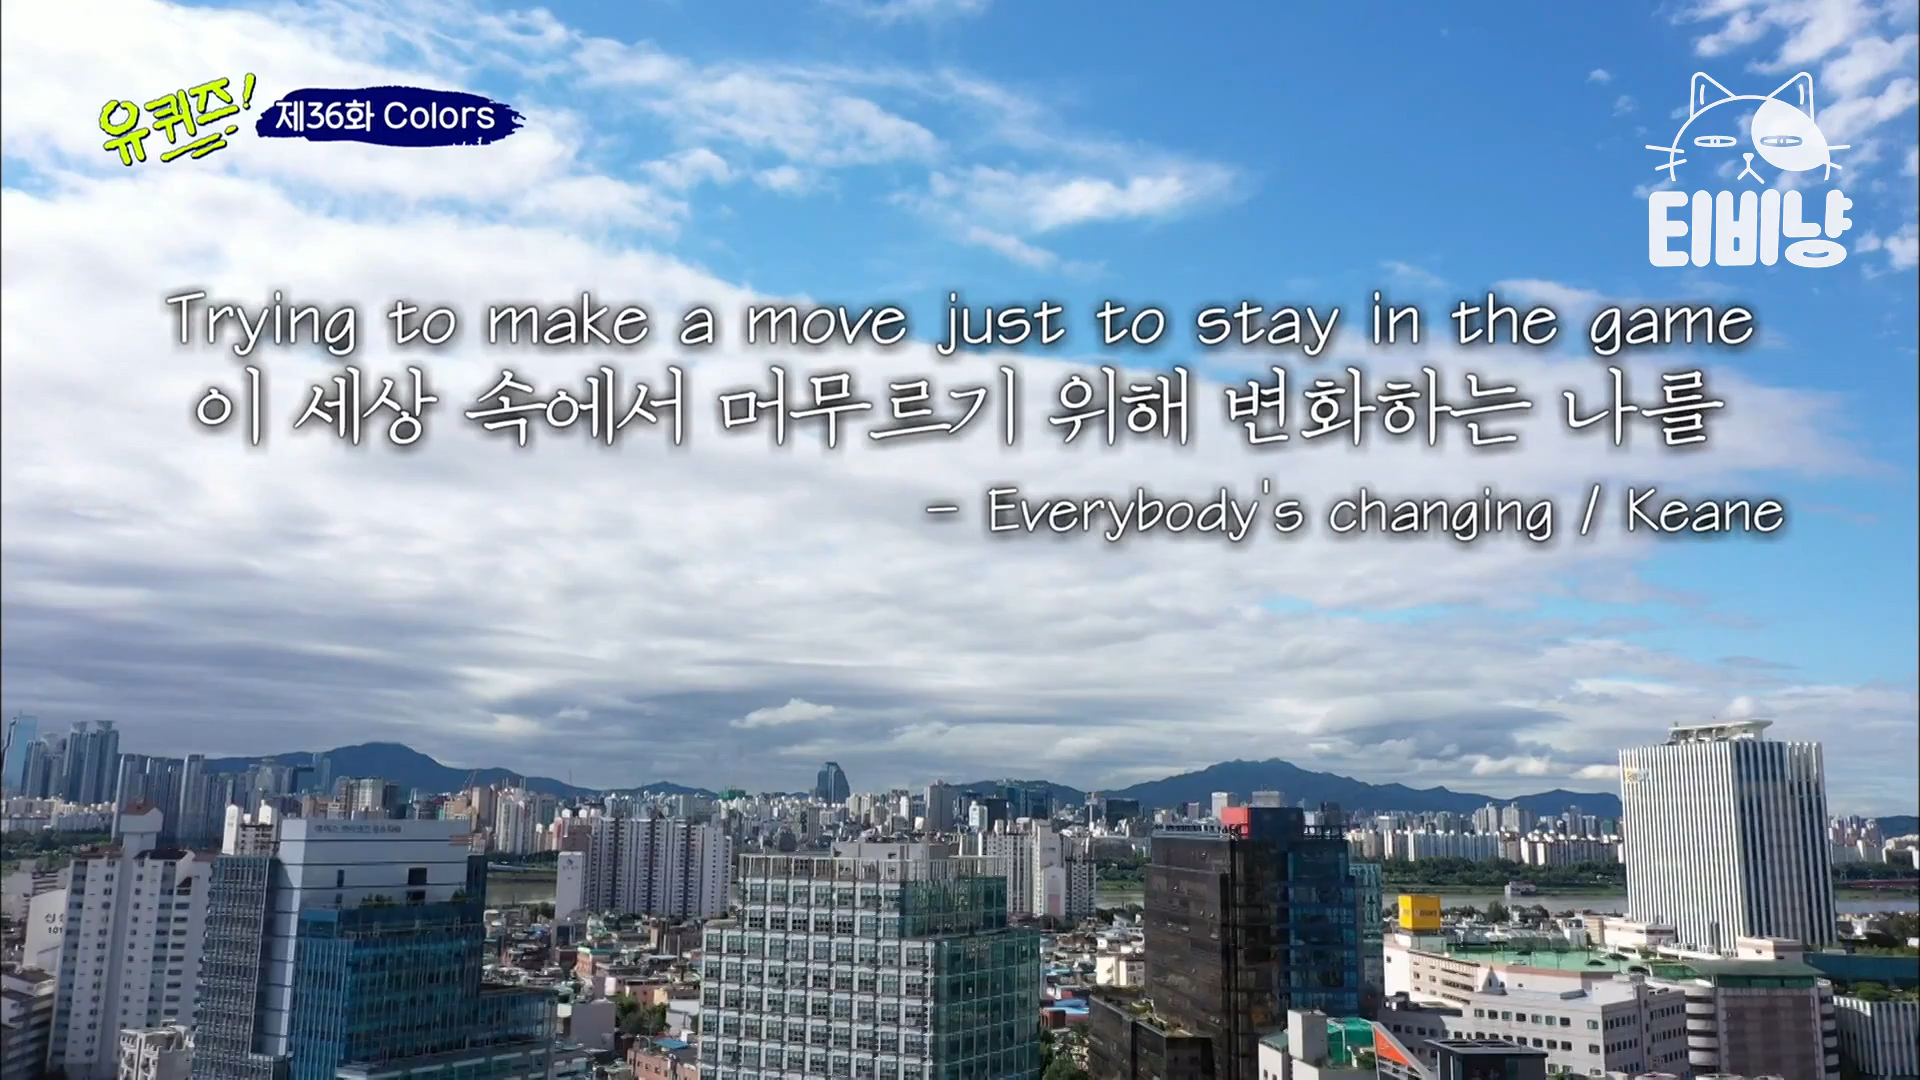 유퀴즈!
제36화 Colors
티비냥
Trying to make a move just to stay in the game
이 세상 속에서 머무르기 위해 변화하는 나를
- Everybody's changing / Keane